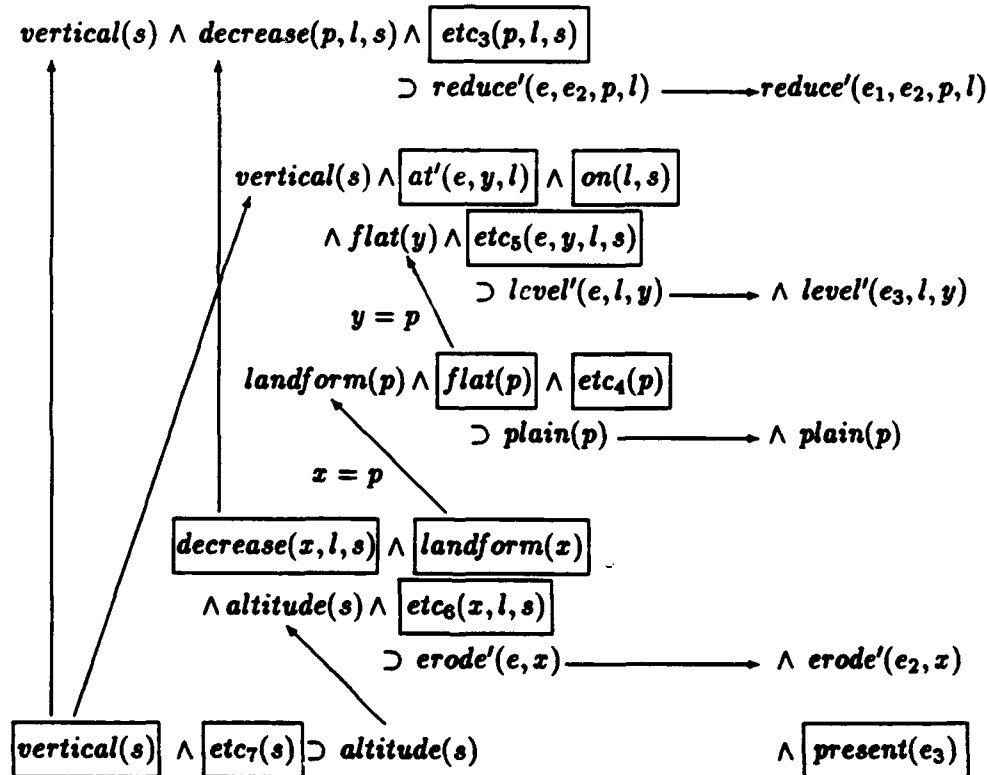 vertical(s) ∧ decrease(p, l, s) ∧ etc₃(p, l, s)
⊃ reduce′(e, e₂, p, l) → reduce′(e₁, e₂, p, l)
vertical(s) ∧ at′(e, y, l) ∧ on(l, s)
∧ flat(y) ∧ etc₅(e, y, l, s)
⊃ level′(e, l, y) → ∧ level′(e₃, l, y)
y = p
landform(p) ∧ flat(p) ∧ etc₄(p)
⊃ plain(p) → ∧ plain(p)
x = p
decrease(x, l, s) ∧ landform(x)
∧ altitude(s) ∧ etc₆(x, l, s)
⊃ erode′(e, x) → ∧ erode′(e₂, x)
vertical(s) ∧ etc₇(s) ⊃ altitude(s) ∧ present(e₃)